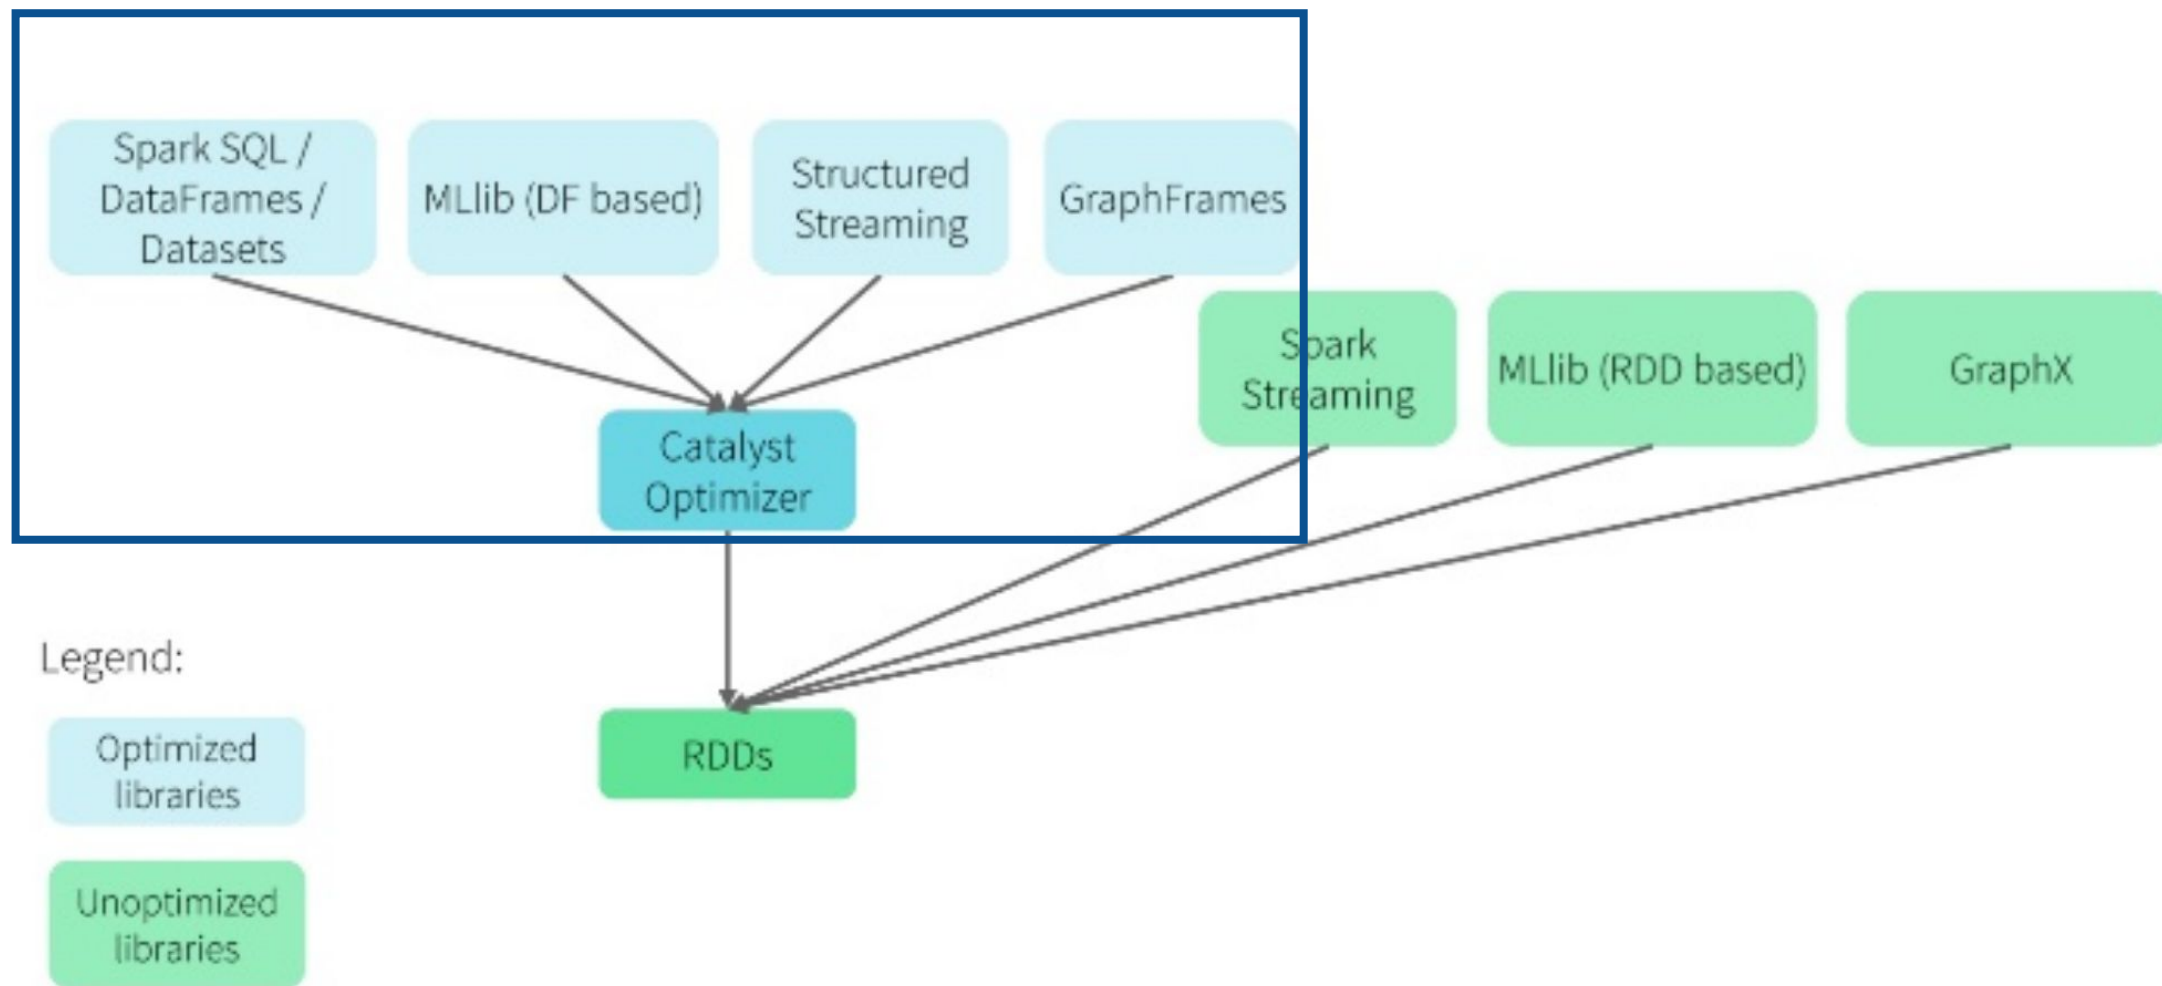 Spark SQL /
DataFrames /
Datasets
MLlib (DF based)
Structured
Streaming
GraphFrames
Spark
Streaming
MLlib (RDD based)
GraphX
Catalyst
Optimizer
RDDs
Legend:
Optimized
libraries
Unoptimized
libraries